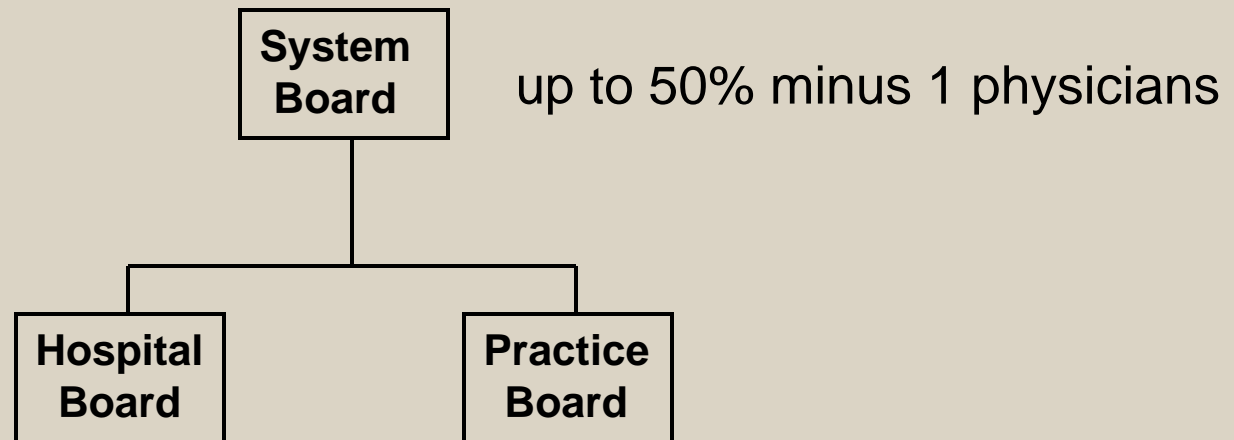 System
Board
up to 50% minus 1 physicians
Hospital
Board
Practice
Board